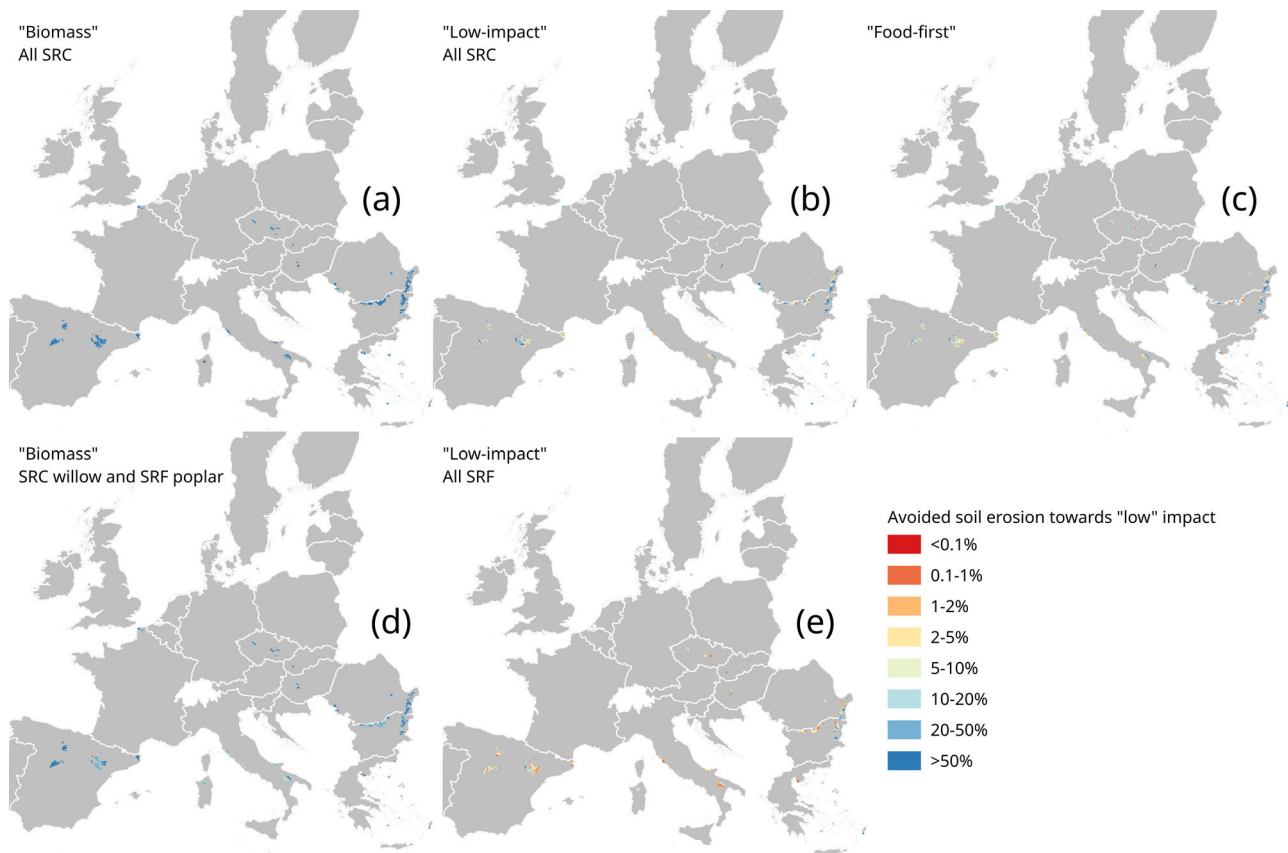 "Biomass"
All SRC
"Low-impact"
All SRC
"Food-first"
(a)
(b)
(c)
"Biomass"
SRC willow and SRF poplar
"Low-impact"
All SRF
(d)
(e)
Avoided soil erosion towards "low" impact
<0.1%
0.1-1%
1-2%
2-5%
5-10%
10-20%
20-50%
>50%